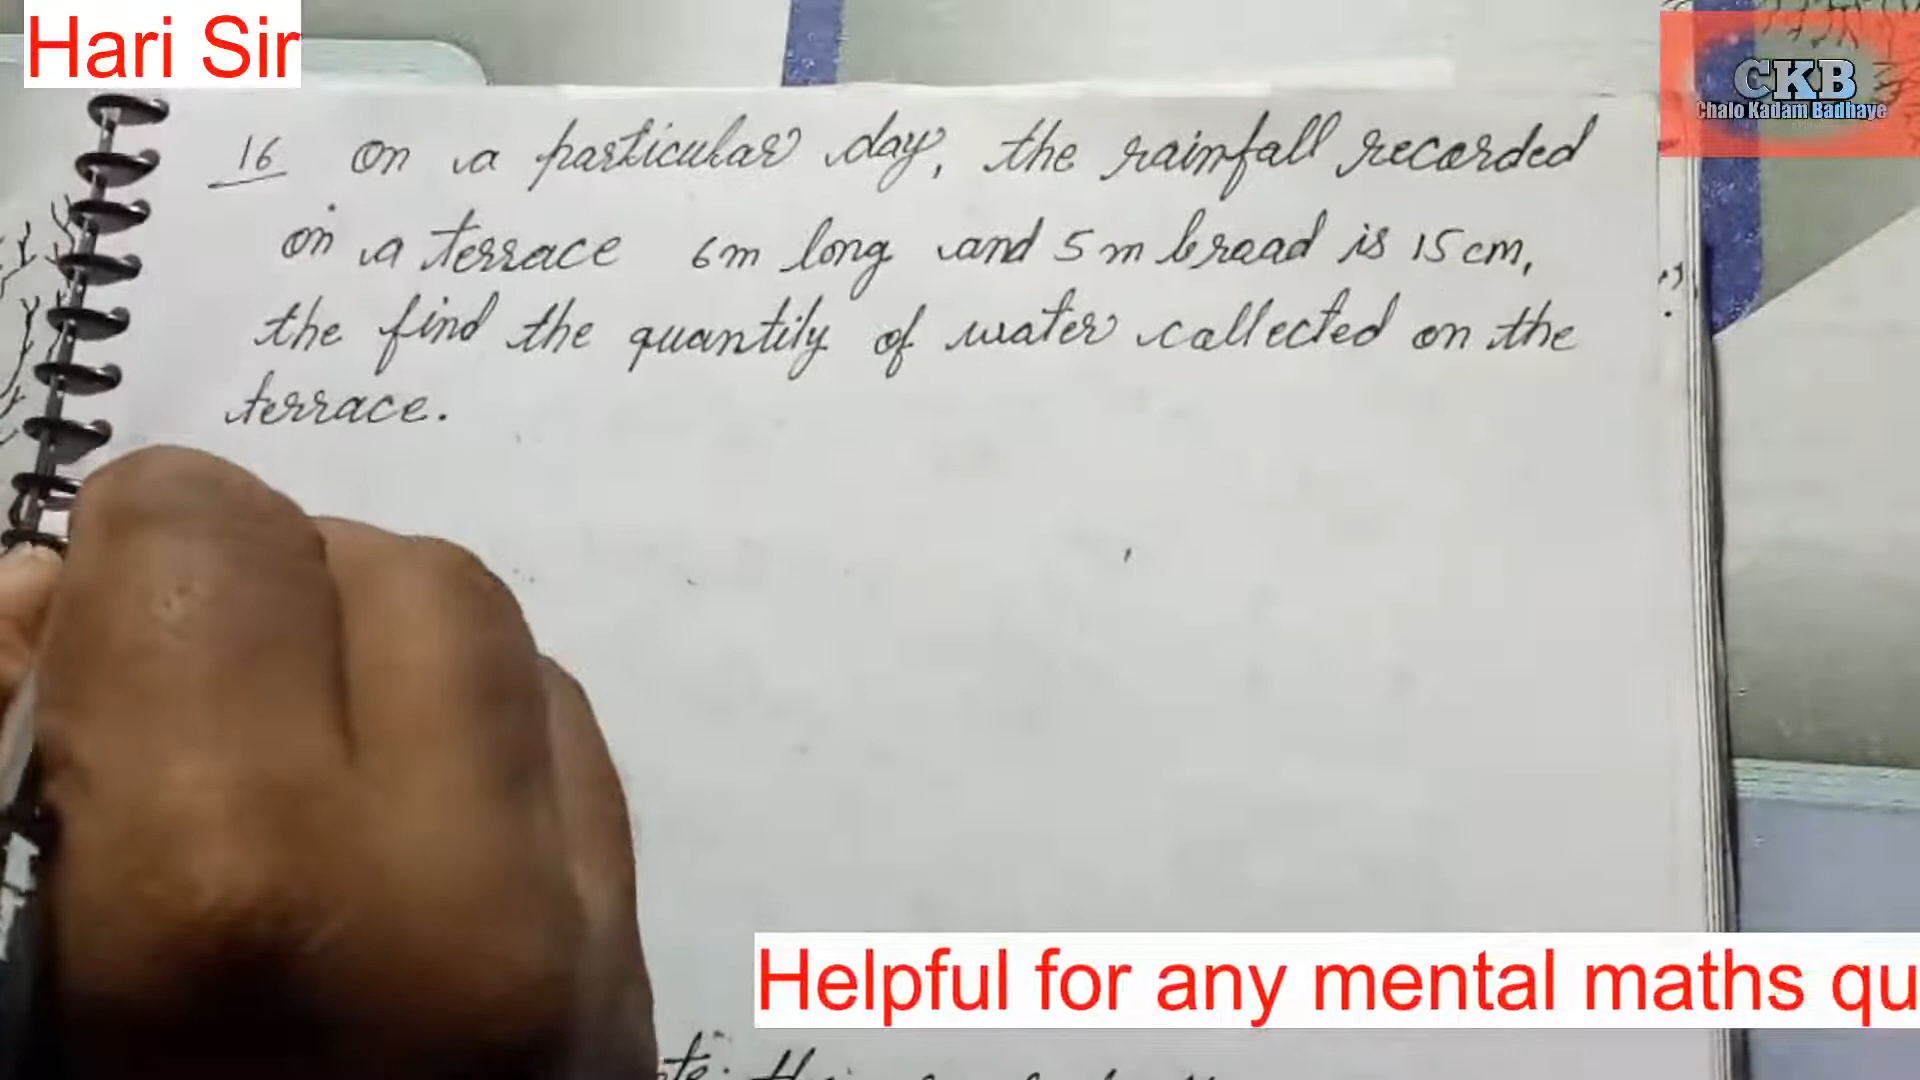 Hari Sir
CKB
Chalo Kadam Badhaye
16 On a particular day, the rainfall recorded
on a terrace 6m long and 5m broad is 15cm,
the find the quantity of water collected on the
terrace.
Helpful for any mental maths qu